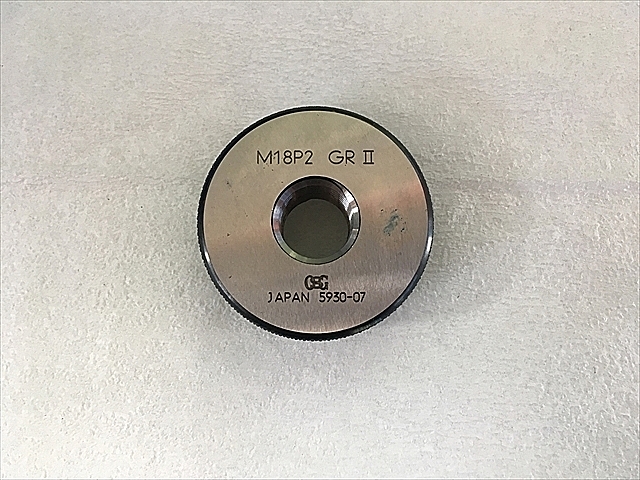 M18P2 GR II
OSG
JAPAN 5930-07